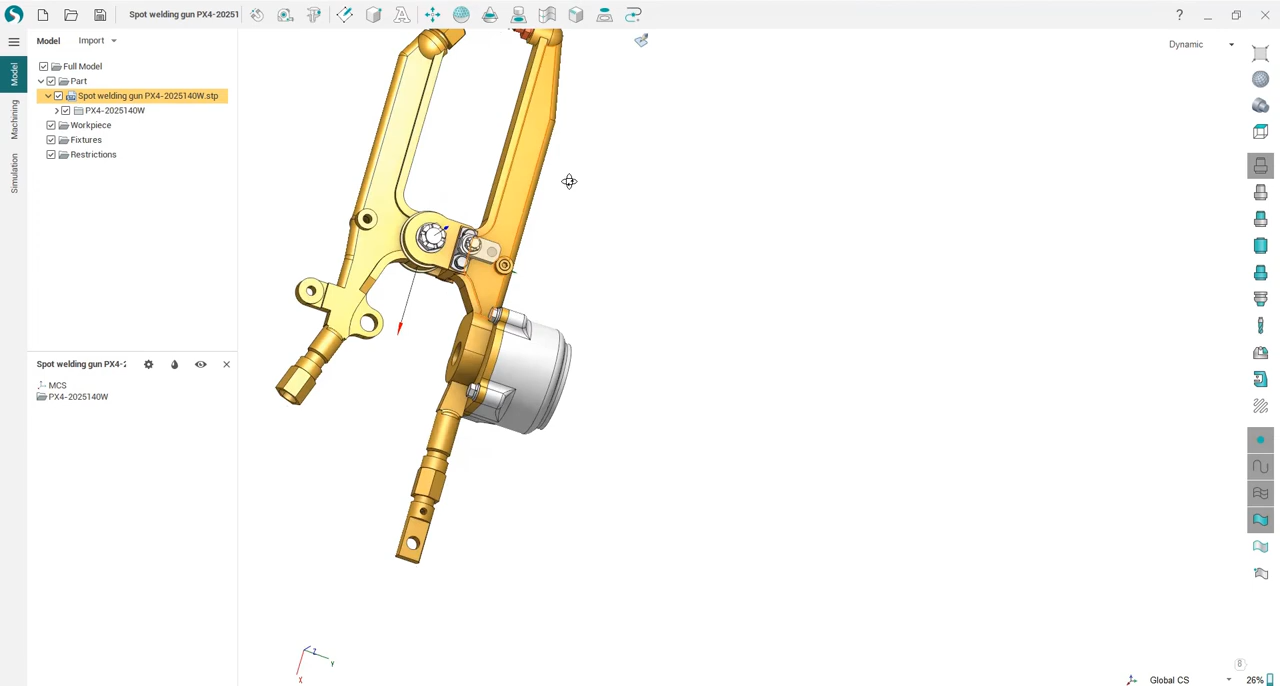 Spot welding gun PX4-20251
Model
Import
Dynamic
Full Model
Part
Spot welding gun PX4-2025140W.stp
PX4-2025140W
Workpiece
Fixtures
Restrictions
Model
Machining
Simulation
Spot welding gun PX4-2
MCS
PX4-2025140W
Z
Y
X
8
Global CS
26%